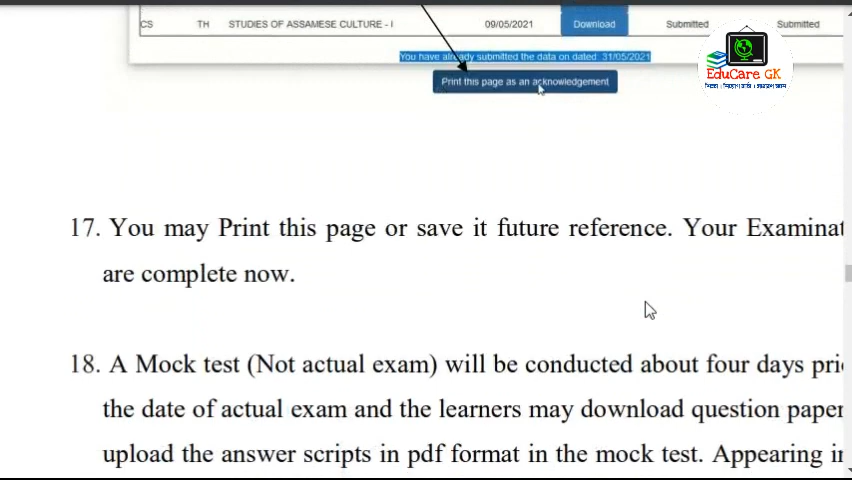 CS TH STUDIES OF ASSAMESE CULTURE - I 09/05/2021 Download Submitted Submitted
You have already submitted the data on dated: 31/05/2021
Print this page as an acknowledgement
EduCare GK
17. You may Print this page or save it future reference. Your Examinat
are complete now.
18. A Mock test (Not actual exam) will be conducted about four days pri
the date of actual exam and the learners may download question paper
upload the answer scripts in pdf format in the mock test. Appearing in